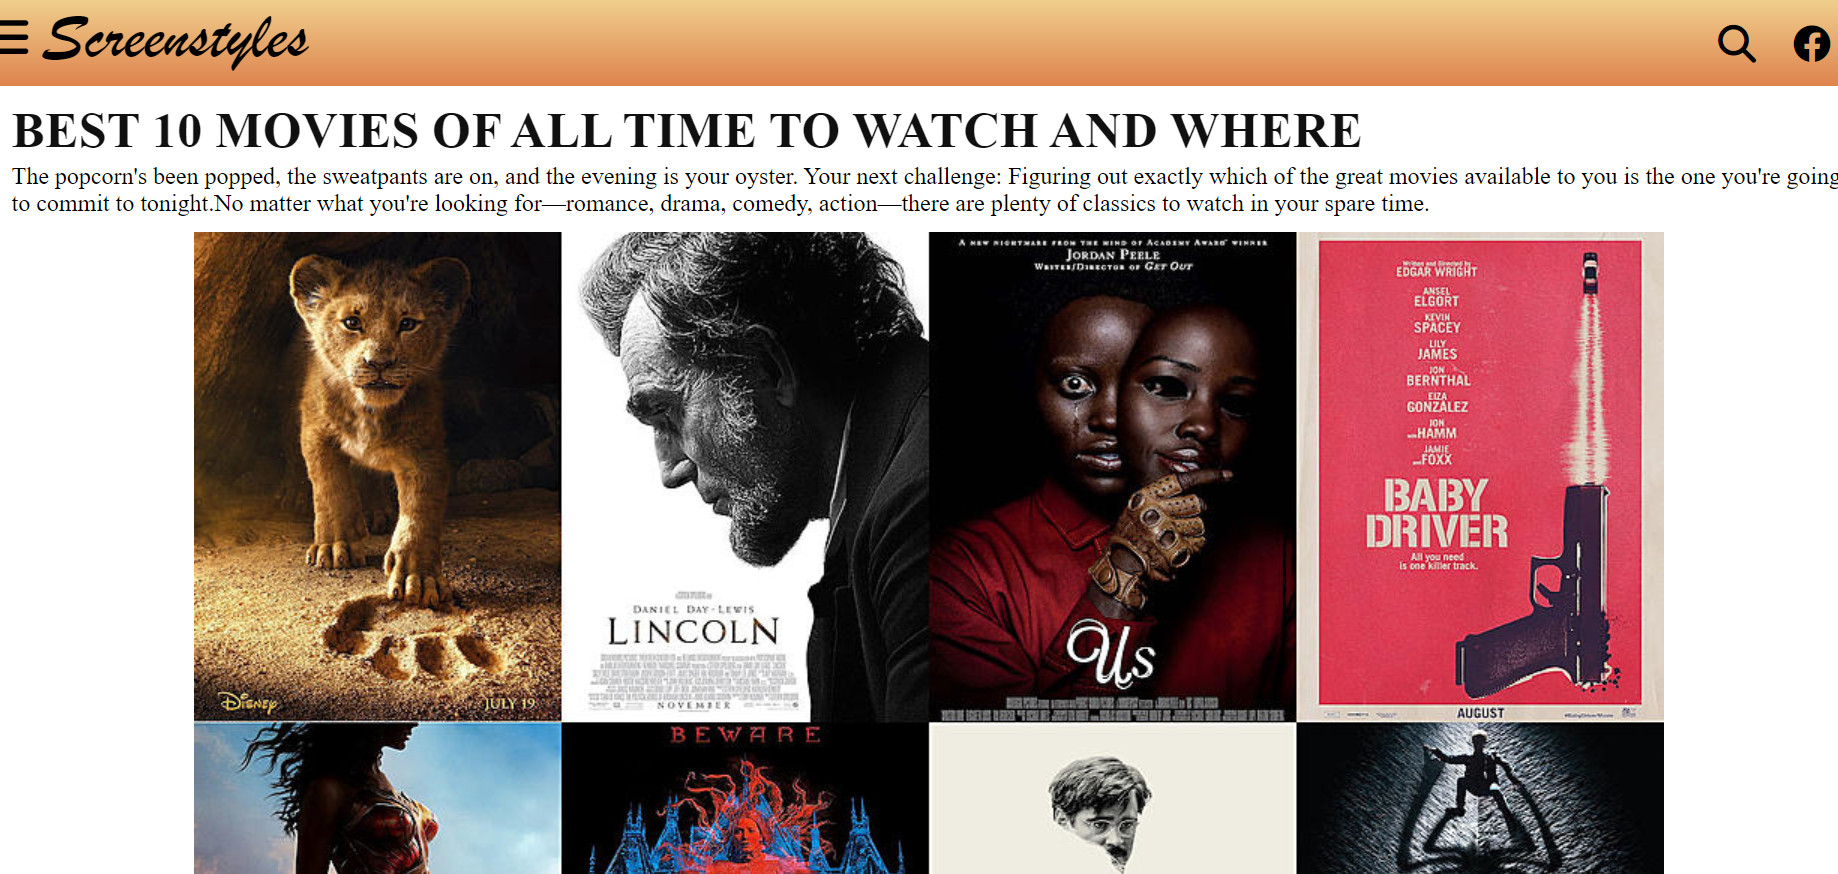 Screenstyles
BEST 10 MOVIES OF ALL TIME TO WATCH AND WHERE
The popcorn's been popped, the sweatpants are on, and the evening is your oyster. Your next challenge: Figuring out exactly which of the great movies available to you is the one you're going
to commit to tonight.No matter what you're looking for—romance, drama, comedy, action—there are plenty of classics to watch in your spare time.
DISNEY
JULY 19
DANIEL DAY-LEWIS
LINCOLN
NOVEMBER
A NEW NIGHTMARE FROM THE MIND OF ACADEMY AWARD WINNER
JORDAN PEELE
WRITER/DIRECTOR OF GET OUT
Us
Written and Directed by
EDGAR WRIGHT
ANSEL
ELGORT
KEVIN
SPACEY
LILY
JAMES
JON
BERNTHAL
EIZA
GONZÁLEZ
JON
with HAMM
JAMIE
and FOXX
BABY
DRIVER
All you need
is one killer track.
AUGUST
BEWARE